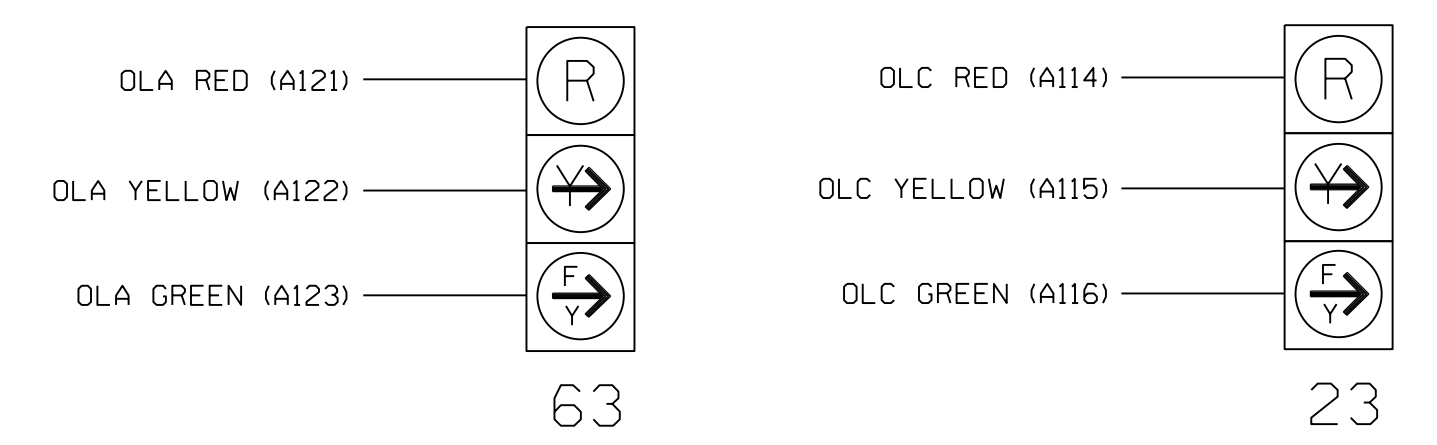 OLA RED (A121)
R
OLA YELLOW (A122)
Y
OLA GREEN (A123)
F
Y
63
OLC RED (A114)
R
OLC YELLOW (A115)
Y
OLC GREEN (A116)
F
Y
23